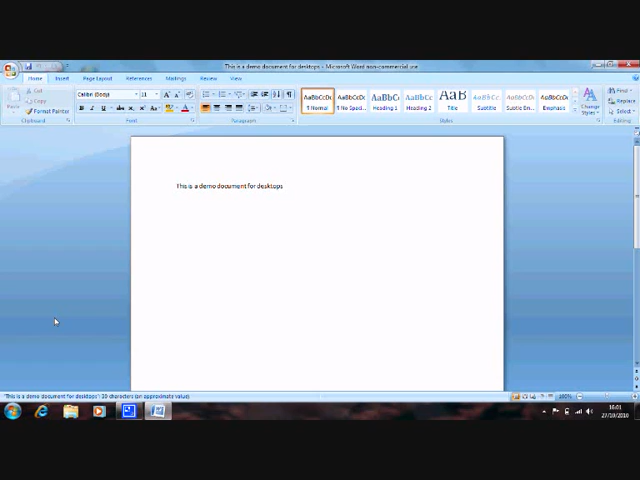 This is a demo document for desktops - Microsoft Word non-commercial use
Home Insert Page Layout References Mailings Review View
Cut
Copy
Paste
Format Painter
Clipboard
Calibri (Body) 11
Font
Paragraph
AaBbCcDc AaBbCcDc AaBbC AaBbCc AaB AaBbCc. AaBbCcDc AaBbCcDc
¶ Normal ¶ No Spaci... Heading 1 Heading 2 Title Subtitle Subtle Em... Emphasis
Change Styles
Styles
Find
Replace
Select
Editing
This is a demo document for desktops
"This is a demo document for desktops": 30 characters (an approximate value)
100%
16:01
27/10/2010